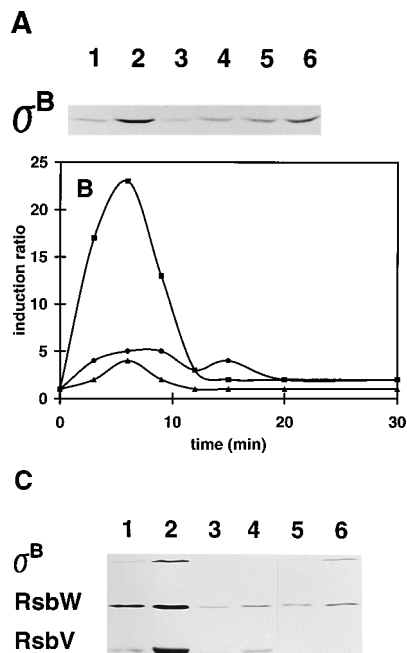 A
1 2 3 4 5 6
σB
25
20
15
10
5
0
B
induction ratio
0 10 20 30
time (min)
C
1 2 3 4 5 6
σB
RsbW
RsbV